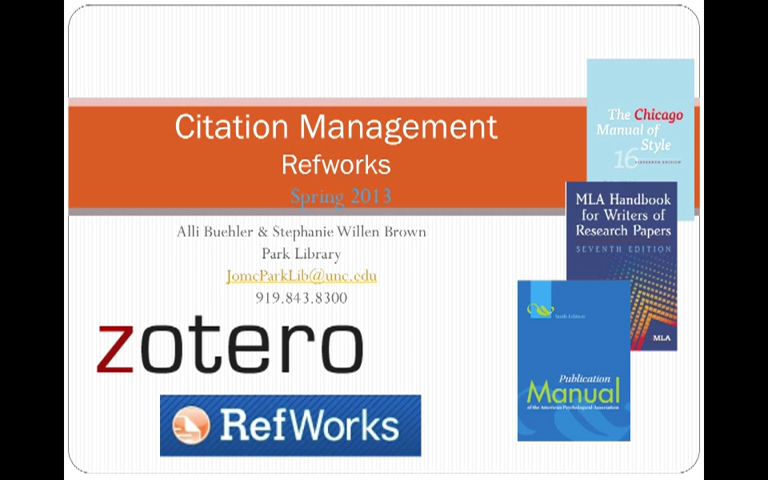 Citation Management
Refworks
Spring 2013
Alli Buehler & Stephanie Willen Brown
Park Library
JomcParkLib@unc.edu
919.843.8300
zotero
RefWorks
The Chicago
Manual of
Style
16 SIXTEENTH EDITION
MLA Handbook
for Writers of
Research Papers
SEVENTH EDITION
MLA
Sixth Edition
Publication
Manual
of the American Psychological Association